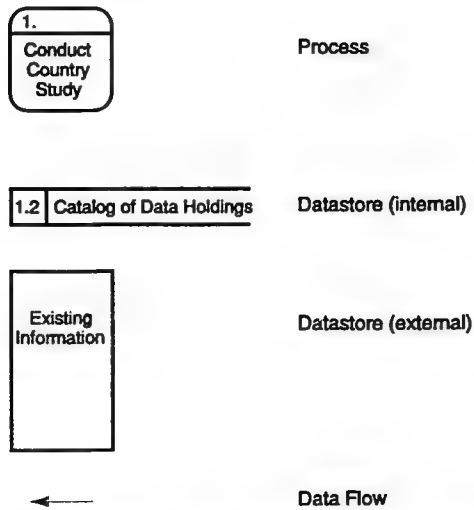 1.
Conduct
Country
Study
Process
1.2 Catalog of Data Holdings
Datastore (internal)
Existing
Information
Datastore (external)
Data Flow